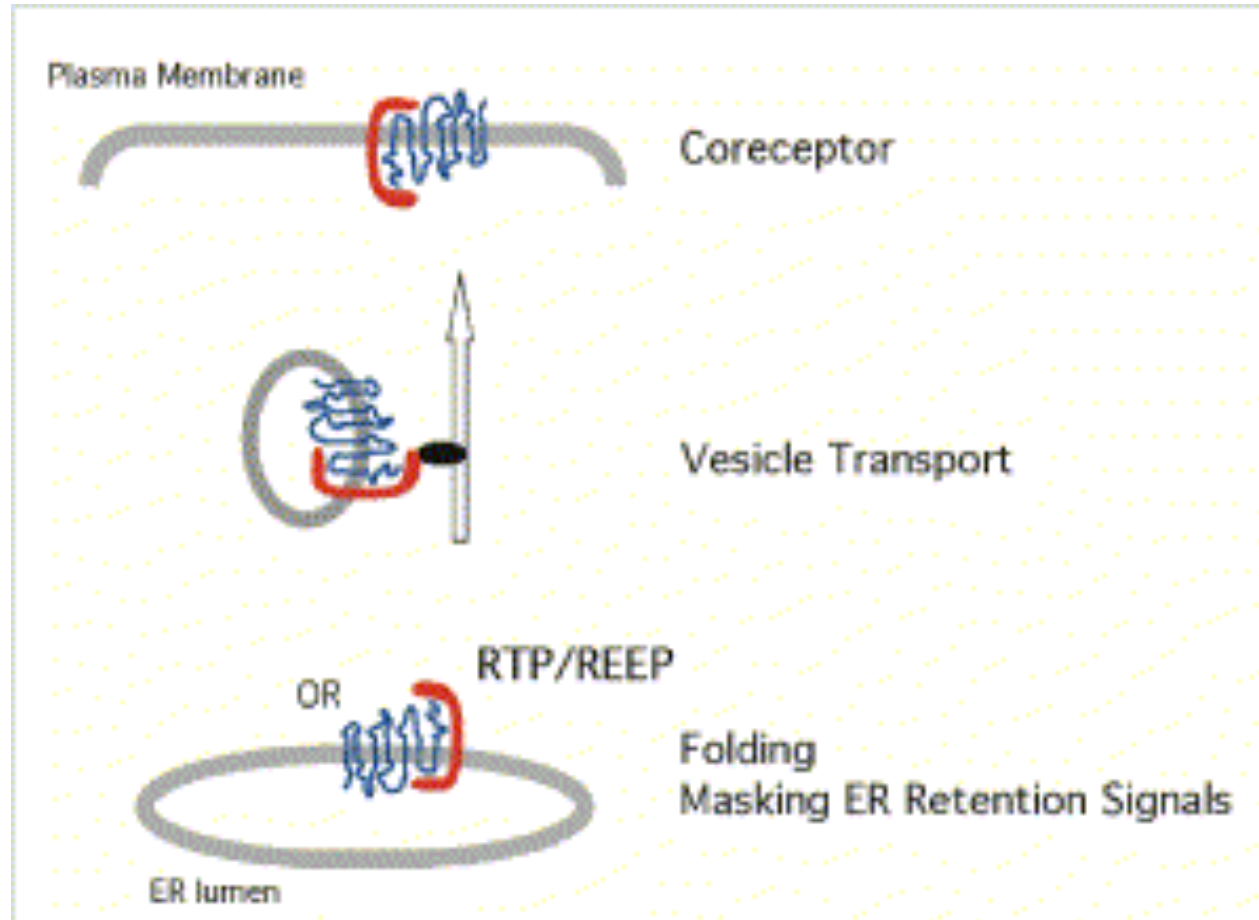 Plasma Membrane
Coreceptor
Vesicle Transport
RTP/REEP
OR
Folding
Masking ER Retention Signals
ER lumen